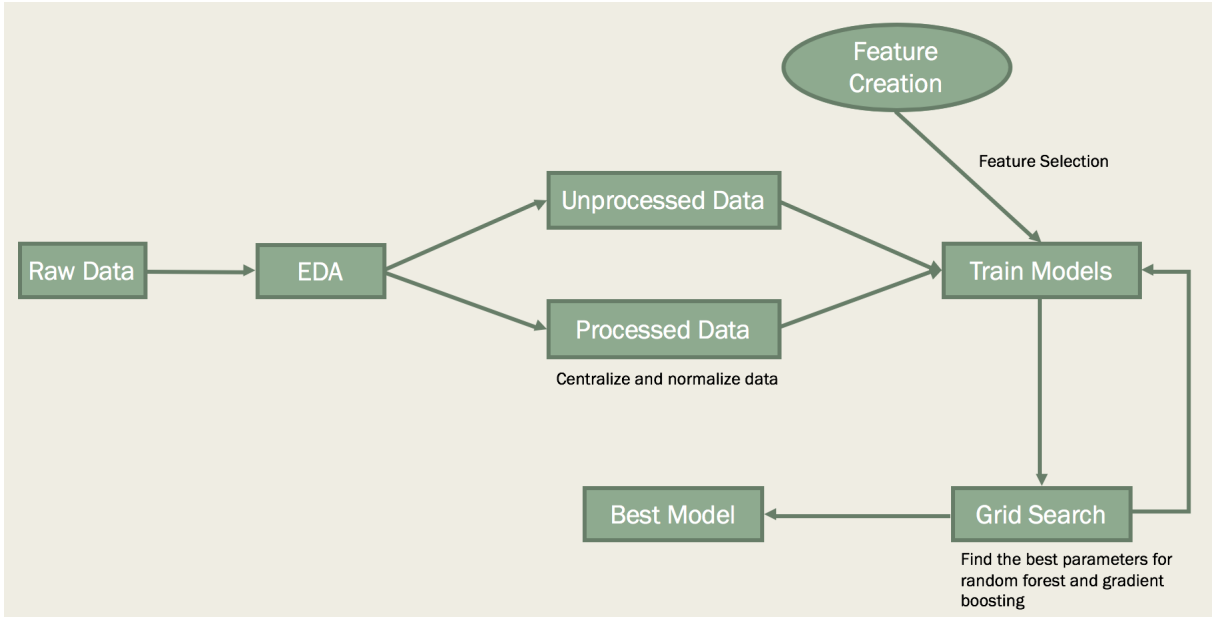 Feature
Creation
Feature Selection
Unprocessed Data
Raw Data
EDA
Train Models
Processed Data
Centralize and normalize data
Best Model
Grid Search
Find the best parameters for
random forest and gradient
boosting